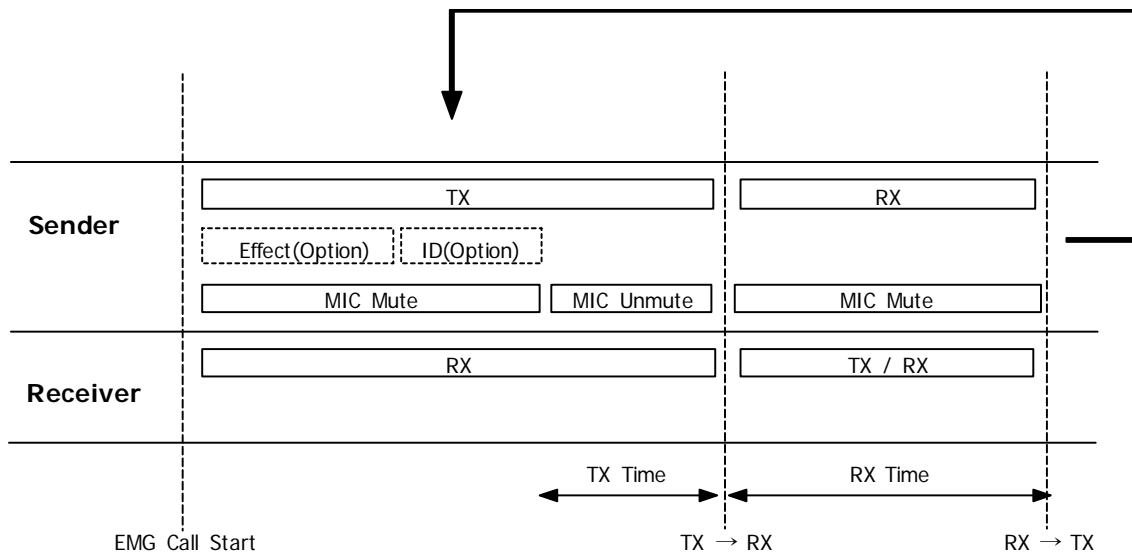 TX
RX
Sender
Effect(Option)
ID(Option)
MIC Mute
MIC Unmute
MIC Mute
RX
TX / RX
Receiver
TX Time
RX Time
EMG Call Start
TX → RX
RX → TX